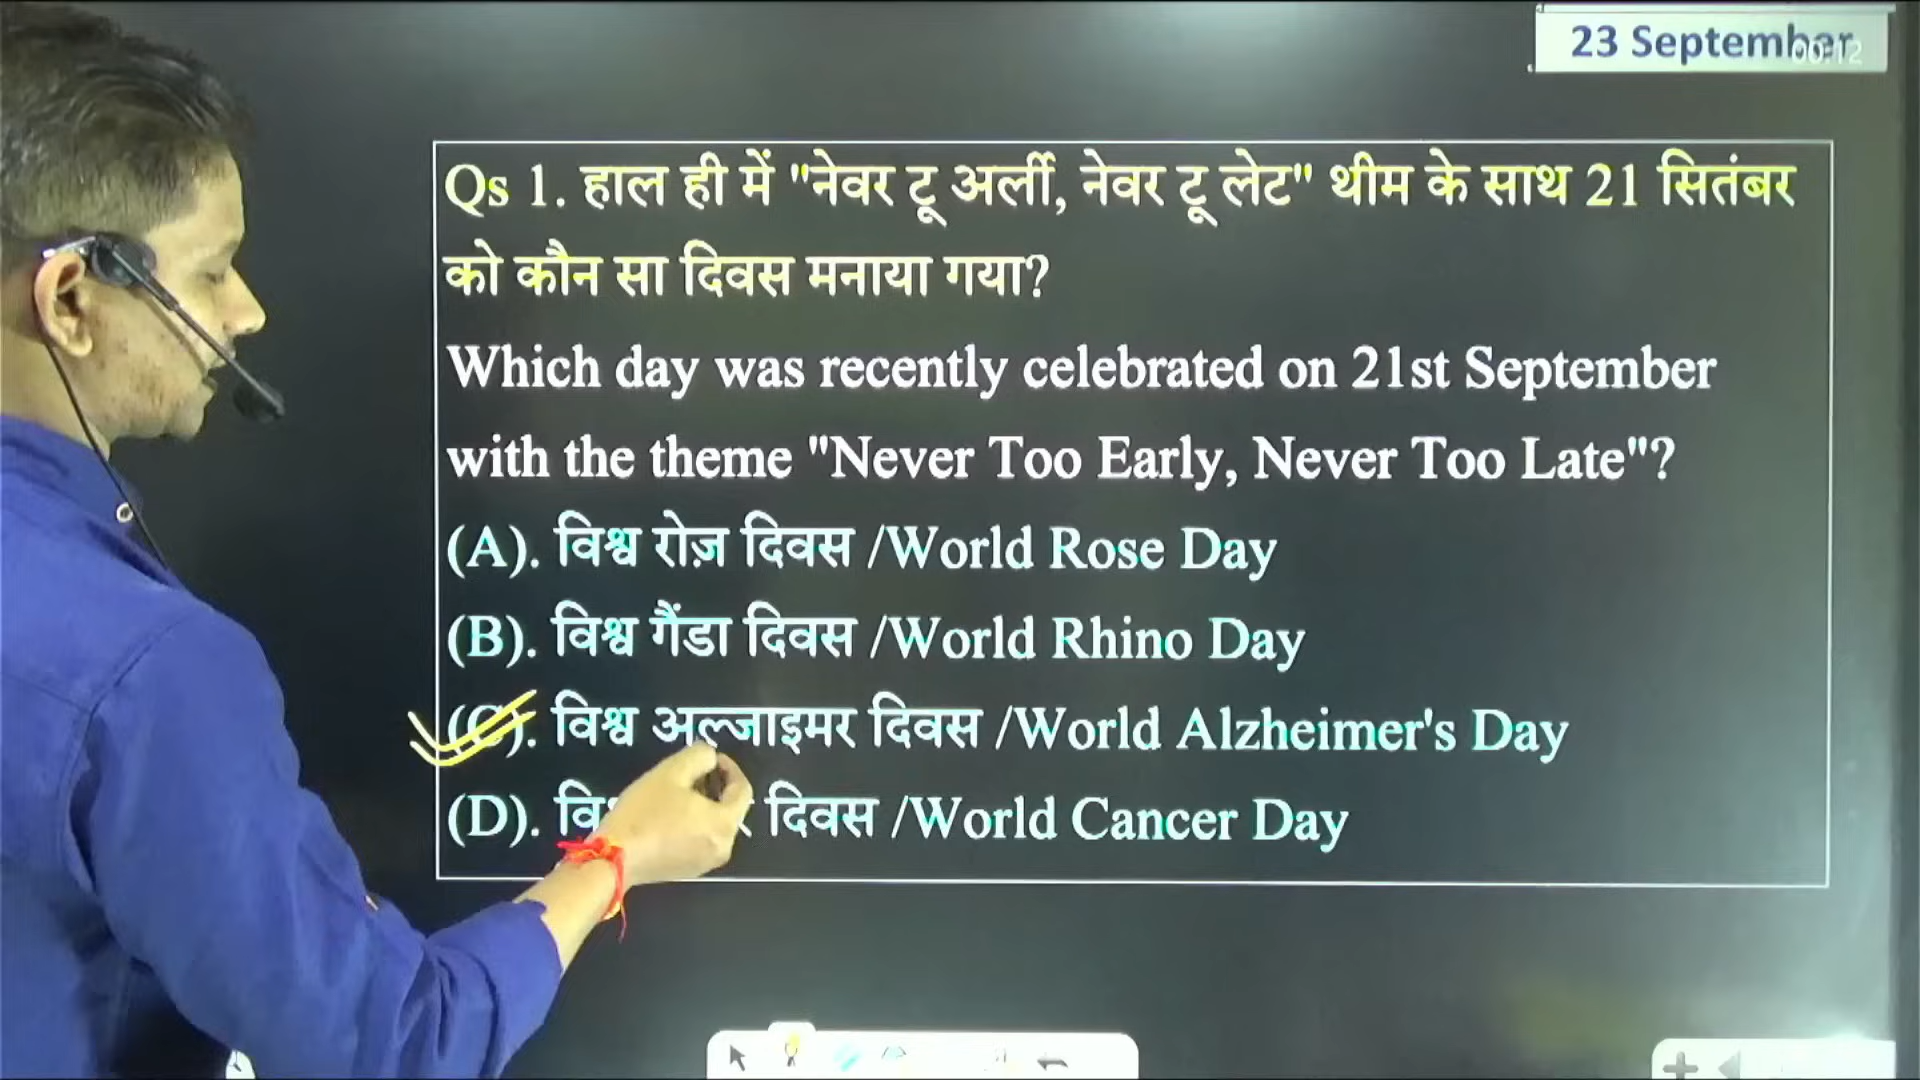 23 September
00:12
Qs 1. हाल ही में "नेवर टू अर्ली, नेवर टू लेट" थीम के साथ 21 सितंबर
को कौन सा दिवस मनाया गया?
Which day was recently celebrated on 21st September
with the theme "Never Too Early, Never Too Late"?
(A). विश्व रोज़ दिवस /World Rose Day
(B). विश्व गैंडा दिवस /World Rhino Day
(C). विश्व अल्जाइमर दिवस /World Alzheimer's Day
(D). दिवस /World Cancer Day